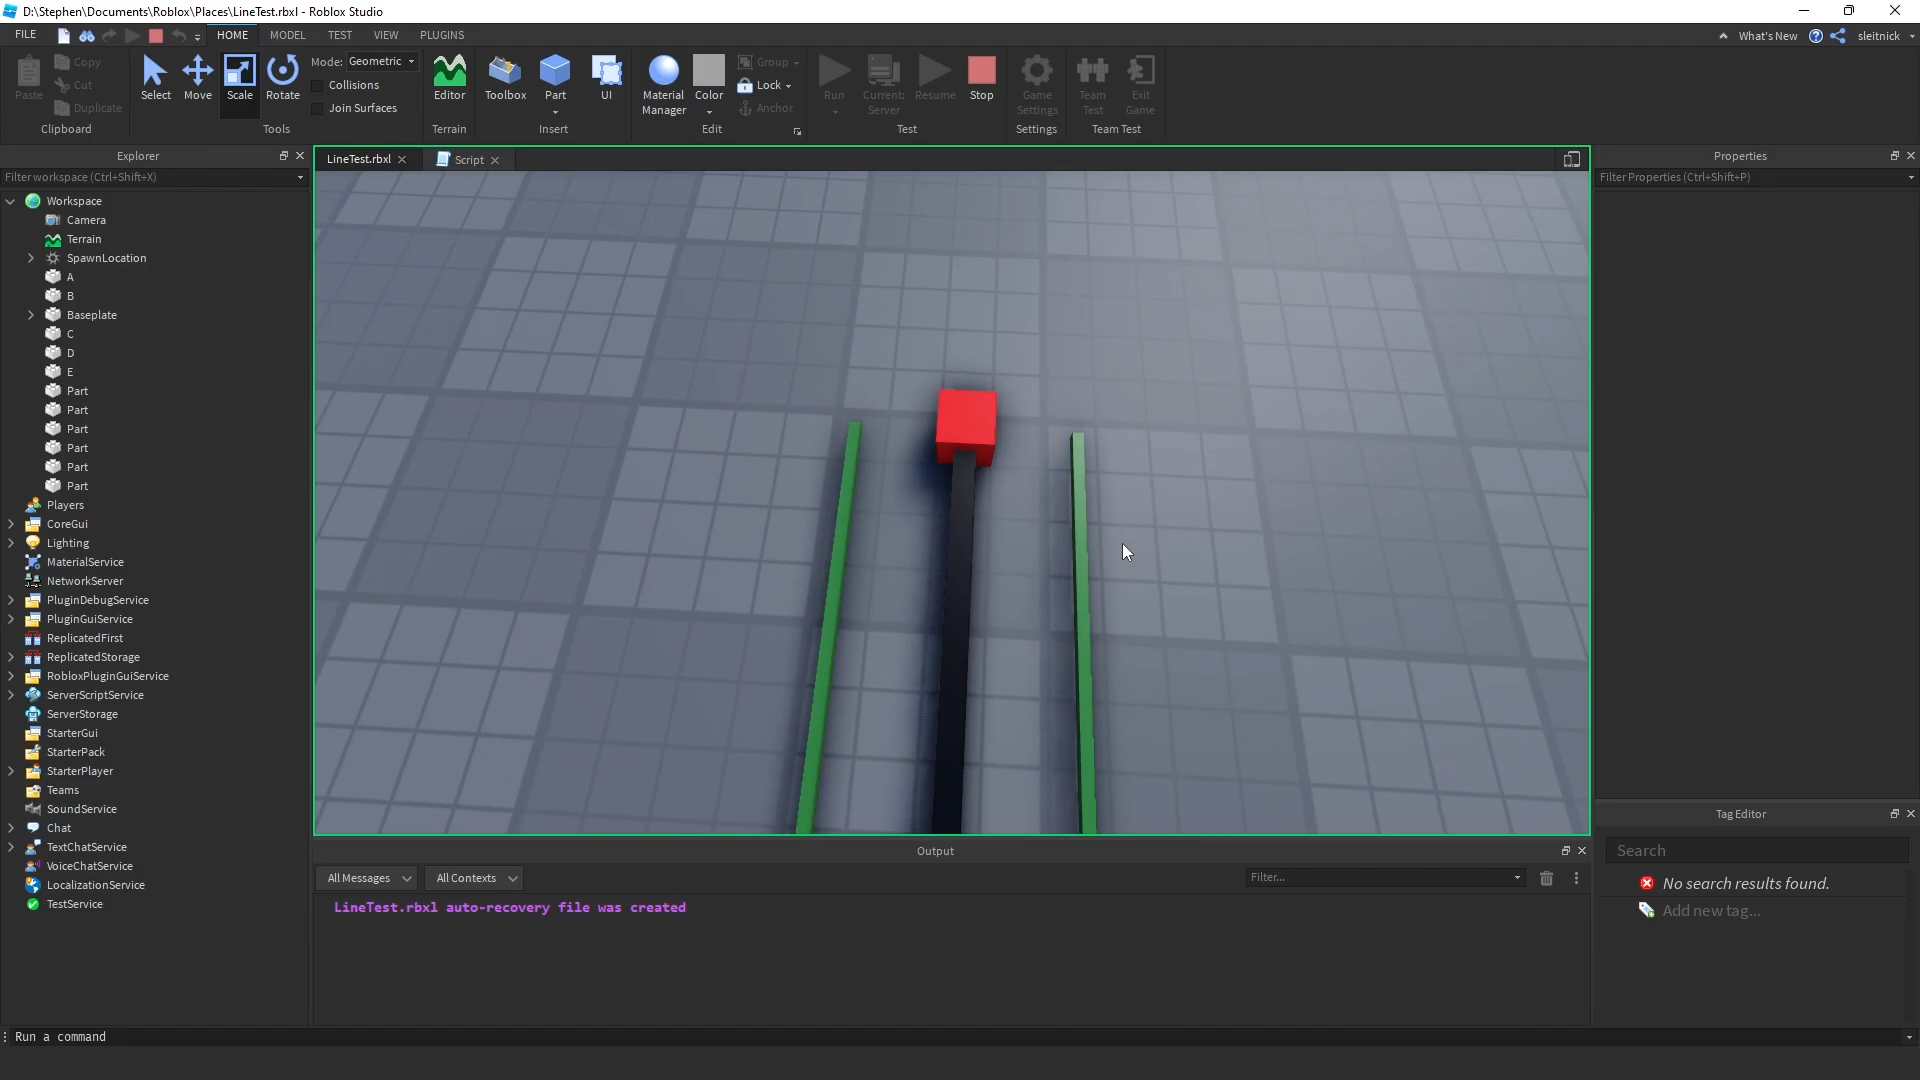 D:\Stephen\Documents\Roblox\Places\LineTest.rbxl - Roblox Studio
FILE HOME MODEL TEST VIEW PLUGINS What's New sleitnick
Paste Copy Cut Duplicate
Clipboard
Select Move Scale Rotate Mode: Geometric
Collisions
Join Surfaces
Tools
Editor
Terrain
Toolbox Part UI
Insert
Material Manager Color Group Lock Anchor
Edit
Run Current: Server Resume Stop
Test
Game Settings
Settings
Team Test Exit Game
Team Test
Explorer
Filter workspace (Ctrl+Shift+X)
Workspace
Camera
Terrain
SpawnLocation
A
B
Baseplate
C
D
E
Part
Part
Part
Part
Part
Part
Players
CoreGui
Lighting
MaterialService
NetworkServer
PluginDebugService
PluginGuiService
ReplicatedFirst
ReplicatedStorage
RobloxPluginGuiService
ServerScriptService
ServerStorage
StarterGui
StarterPack
StarterPlayer
Teams
SoundService
Chat
TextChatService
VoiceChatService
LocalizationService
TestService
LineTest.rbxl Script
Output
All Messages All Contexts Filter...
LineTest.rbxl auto-recovery file was created
Properties
Filter Properties (Ctrl+Shift+P)
Tag Editor
Search
No search results found.
Add new tag...
Run a command